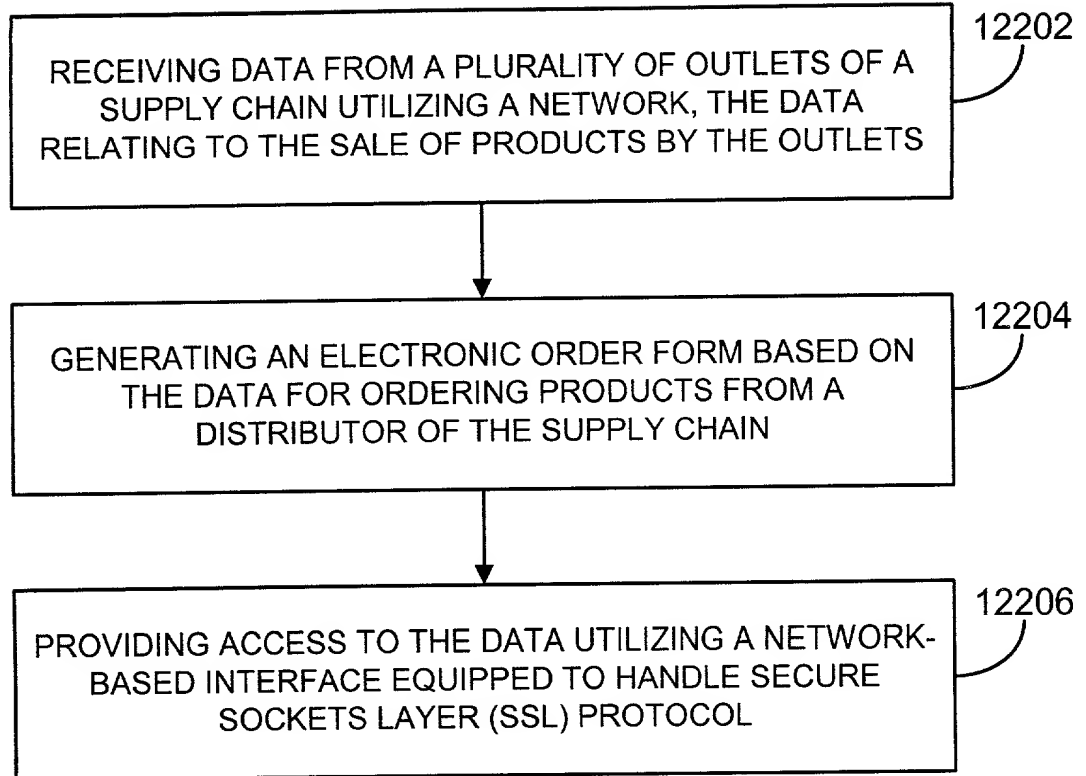 12202
RECEIVING DATA FROM A PLURALITY OF OUTLETS OF A
SUPPLY CHAIN UTILIZING A NETWORK, THE DATA
RELATING TO THE SALE OF PRODUCTS BY THE OUTLETS
12204
GENERATING AN ELECTRONIC ORDER FORM BASED ON
THE DATA FOR ORDERING PRODUCTS FROM A
DISTRIBUTOR OF THE SUPPLY CHAIN
12206
PROVIDING ACCESS TO THE DATA UTILIZING A NETWORK-
BASED INTERFACE EQUIPPED TO HANDLE SECURE
SOCKETS LAYER (SSL) PROTOCOL